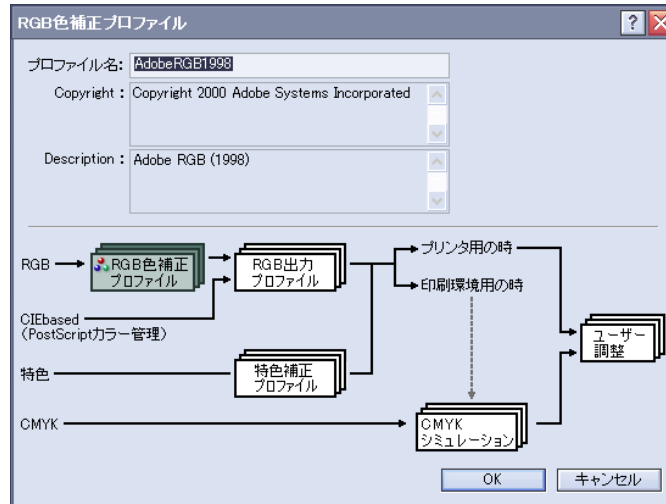 RGB色補正プロファイル
?
プロファイル名: AdobeRGB1998
Copyright : Copyright 2000 Adobe Systems Incorporated
Description : Adobe RGB (1998)
RGB
RGB色補正
プロファイル
RGB出力
プロファイル
プリンタ用の時
印刷環境用の時
CIEbased
(PostScriptカラー管理)
ユーザー
調整
特色
特色補正
プロファイル
CMYK
CMYK
シミュレーション
OK
キャンセル